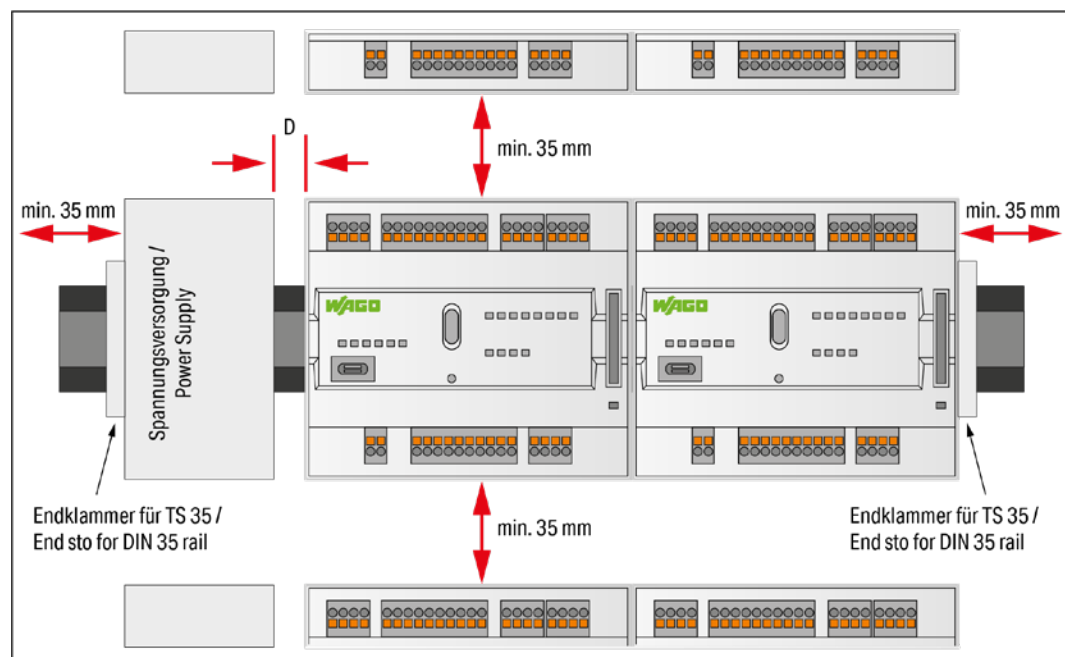 D
min. 35 mm
min. 35 mm
min. 35 mm
Spannungsversorgung /
Power Supply
WAGO
WAGO
min. 35 mm
Endklammer für TS 35 /
End sto for DIN 35 rail
Endklammer für TS 35 /
End sto for DIN 35 rail